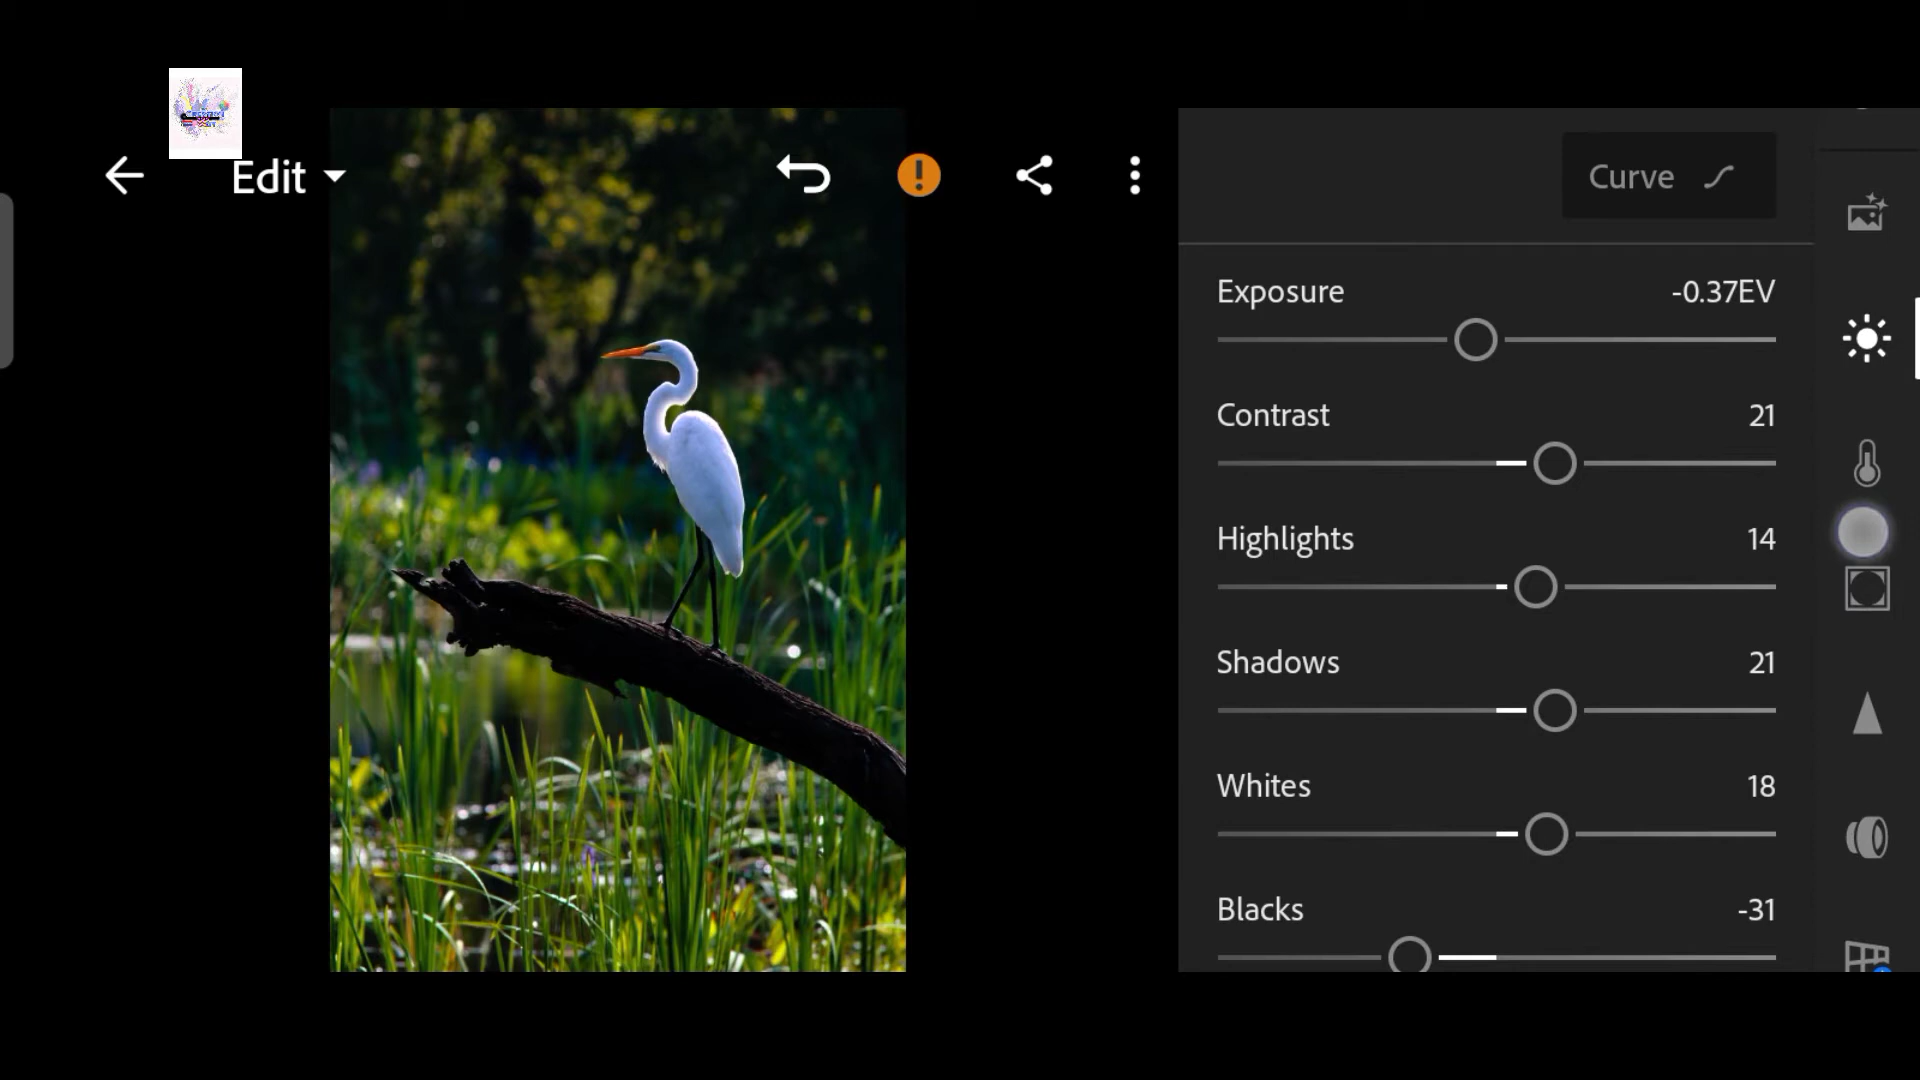 Edit
Curve
Exposure -0.37EV
Contrast 21
Highlights 14
Shadows 21
Whites 18
Blacks -31